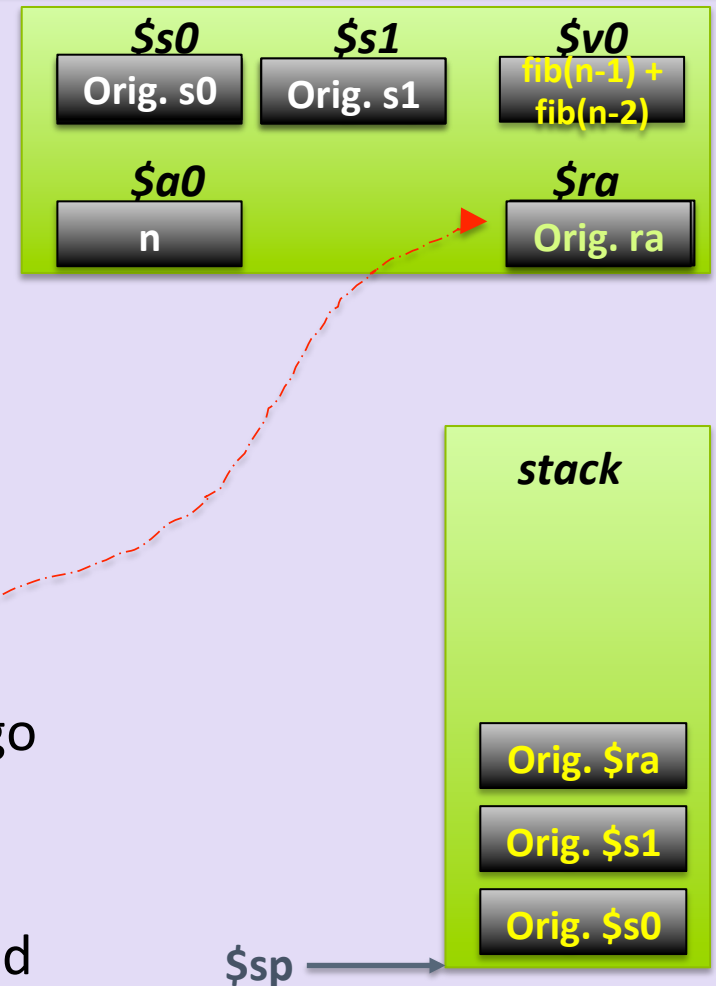 $s0 $s1 $v0
Orig. s0 Orig. s1 fib(n-1) +
fib(n-2)
$a0 $ra
n Orig. ra
stack
go
Orig. $ra
Orig. $s1
Orig. $s0
d $sp